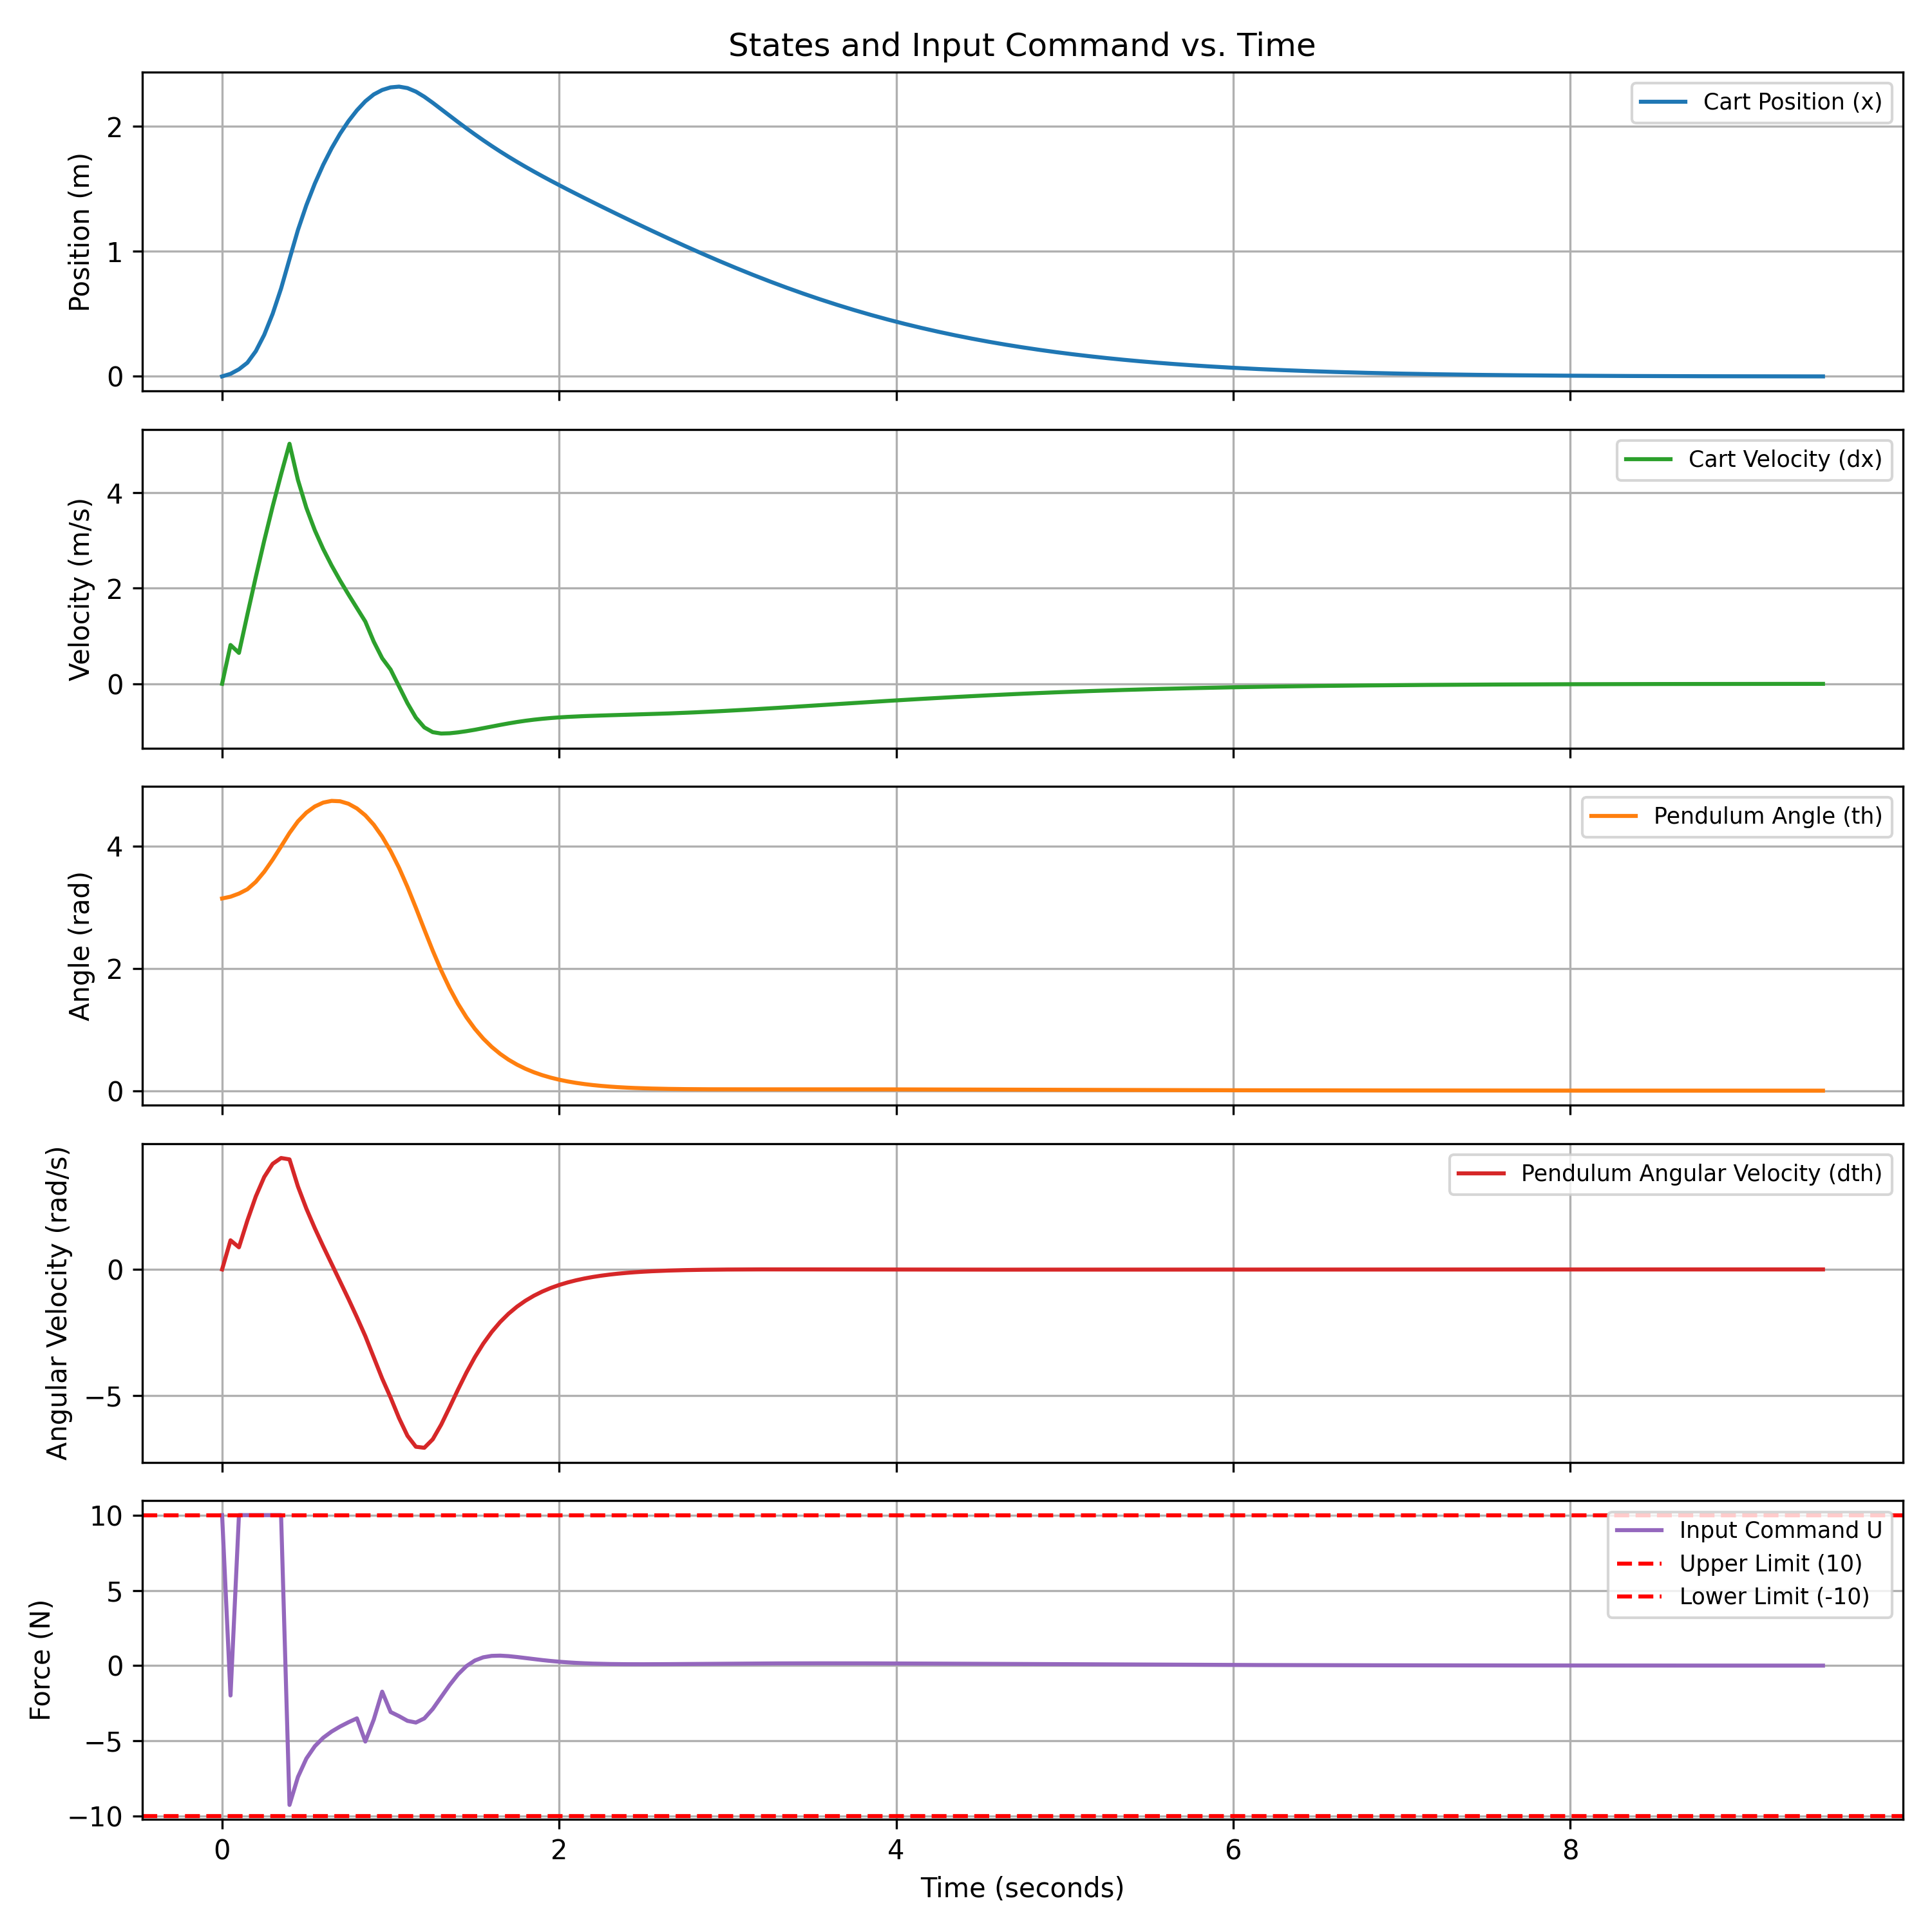 States and Input Command vs. Time
Cart Position (x)
Position (m)
2
1
0
Cart Velocity (dx)
Velocity (m/s)
4
2
0
Pendulum Angle (th)
Angle (rad)
4
2
0
Pendulum Angular Velocity (dth)
Angular Velocity (rad/s)
0
−5
Input Command U
Upper Limit (10)
Lower Limit (-10)
Force (N)
10
5
0
−5
−10
0 2 4 6 8
Time (seconds)